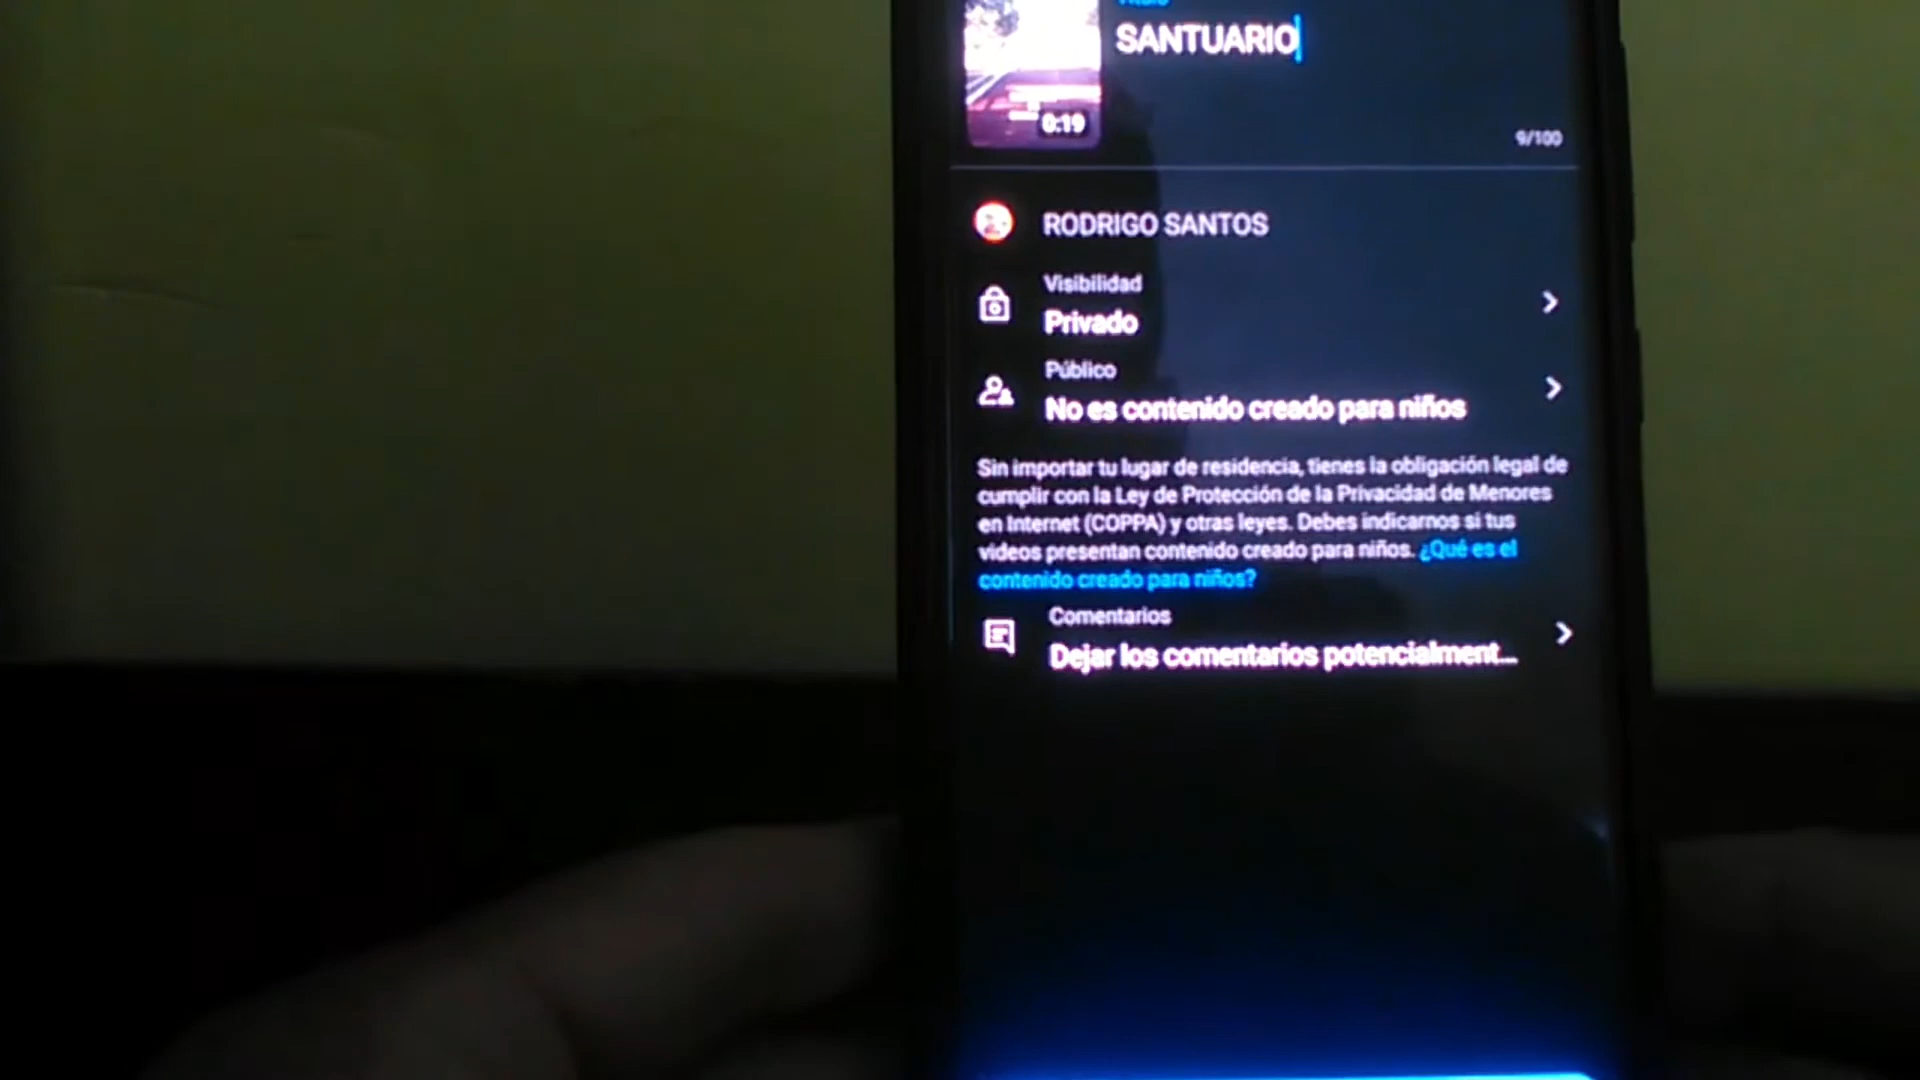 Título
SANTUARIO
0:19
9/100
RODRIGO SANTOS
Visibilidad
Privado
Público
No es contenido creado para niños
Sin importar tu lugar de residencia, tienes la obligación legal de
cumplir con la Ley de Protección de la Privacidad de Menores
en Internet (COPPA) y otras leyes. Debes indicarnos si tus
videos presentan contenido creado para niños. ¿Qué es el
contenido creado para niños?
Comentarios
Dejar los comentarios potencialment...